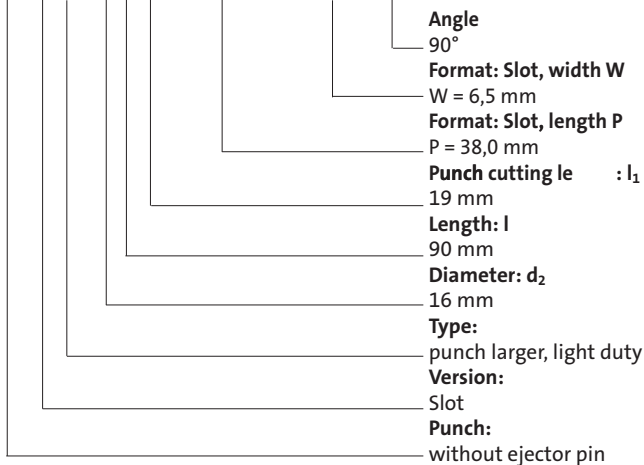 Angle
90°
Format: Slot, width W
W = 6,5 mm
Format: Slot, length P
P = 38,0 mm
Punch cutting le : l₁
19 mm
Length: l
90 mm
Diameter: d₂
16 mm
Type:
punch larger, light duty
Version:
Slot
Punch:
without ejector pin